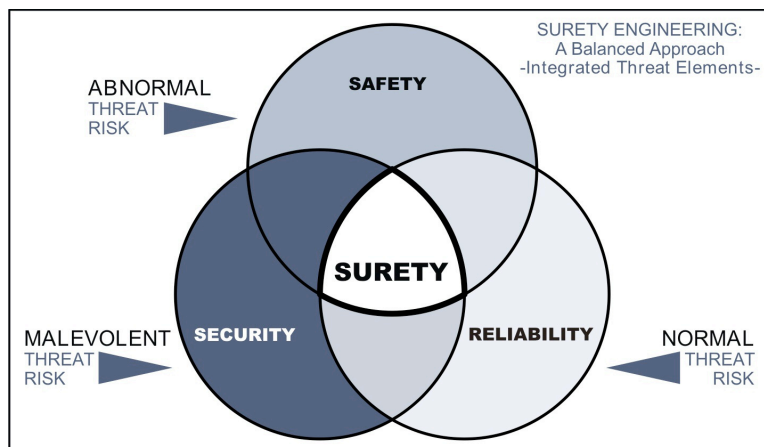 SURETY ENGINEERING:
A Balanced Approach
-Integrated Threat Elements-
SAFETY
ABNORMAL
THREAT
RISK
SURETY
SECURITY
RELIABILITY
MALEVOLENT
THREAT
RISK
NORMAL
THREAT
RISK